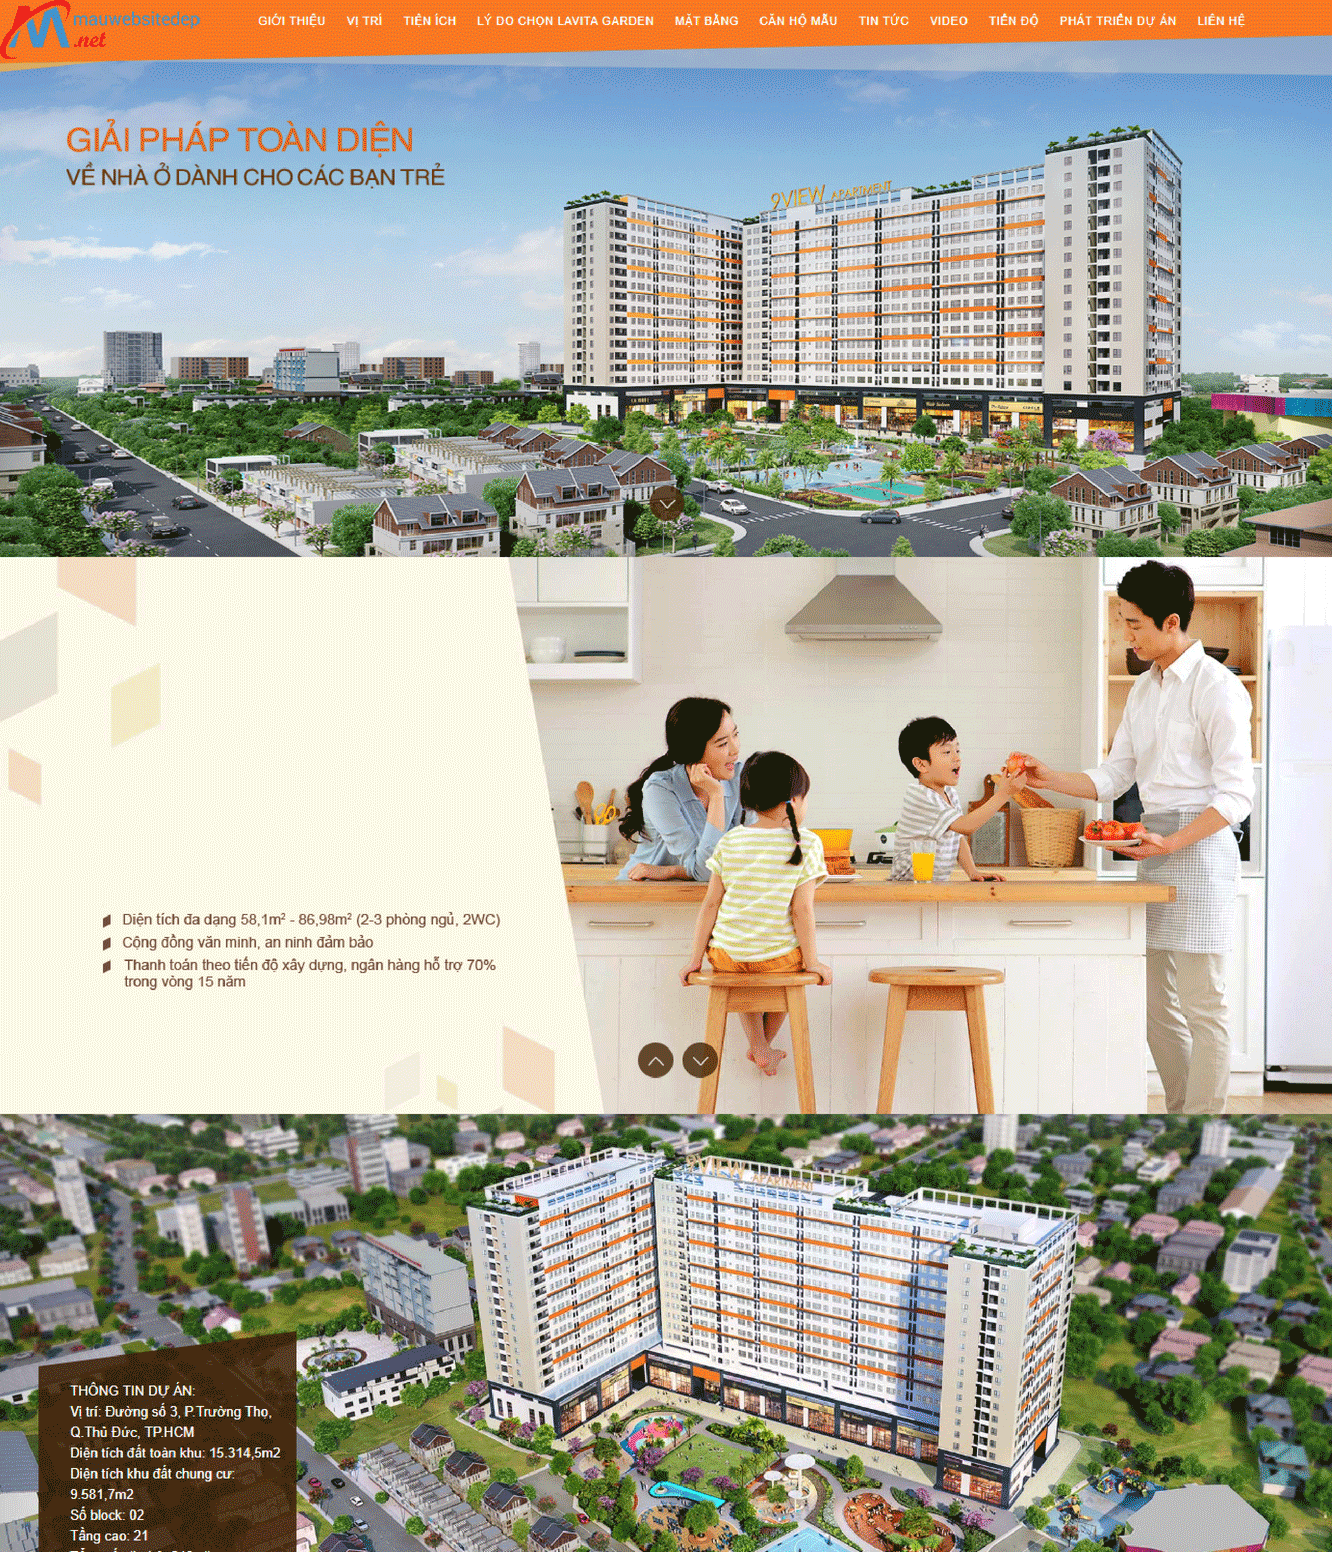 mauwebsitedep
.net
GIỚI THIỆU VỊ TRÍ TIỆN ÍCH LÝ DO CHỌN LAVITA GARDEN MẶT BẰNG CĂN HỘ MẪU TIN TỨC VIDEO TIẾN ĐỘ PHÁT TRIỂN DỰ ÁN LIÊN HỆ
GIẢI PHÁP TOÀN DIỆN
VỀ NHÀ Ở DÀNH CHO CÁC BẠN TRẺ
9VIEW APARTMENT
Diện tích đa dạng 58,1m² - 86,98m² (2-3 phòng ngủ, 2WC)
Cộng đồng văn minh, an ninh đảm bảo
Thanh toán theo tiến độ xây dựng, ngân hàng hỗ trợ 70%
trong vòng 15 năm
9VIEW APARTMENT
THÔNG TIN DỰ ÁN:
Vị trí: Đường số 3, P.Trường Thọ,
Q.Thủ Đức, TP.HCM
Diện tích đất toàn khu: 15.314,5m2
Diện tích khu đất chung cư:
9.581,7m2
Số block: 02
Tầng cao: 21